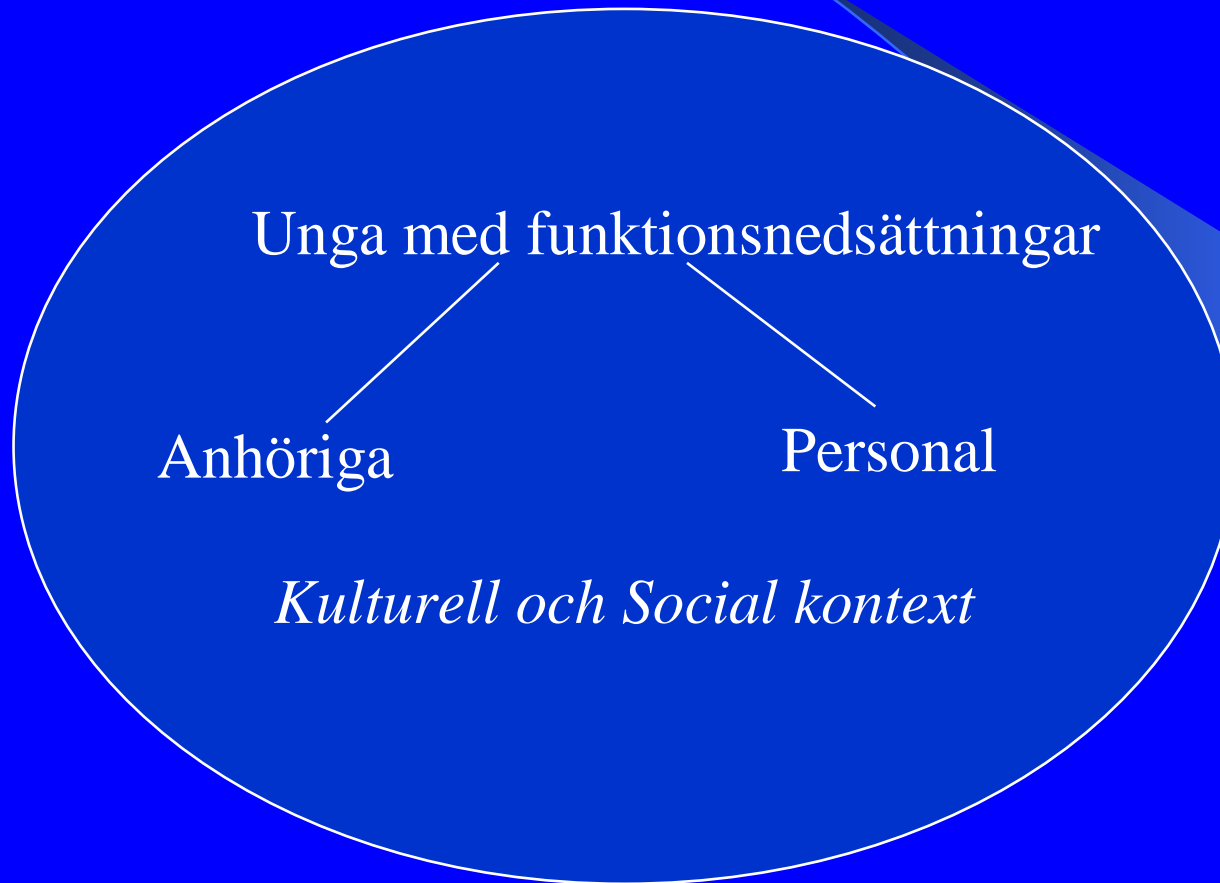 Unga med funktionsnedsättningar
Anhöriga
Personal
Kulturell och Social kontext